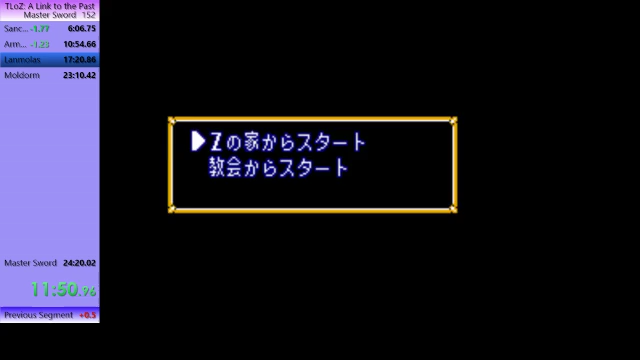 TLoZ: A Link to the Past
Master Sword 152
Sanc... -1.77 6:06.75
Arm... -1.23 10:54.66
Lanmolas 17:20.86
Moldorm 23:10.42
Zの家からスタート
教会からスタート
Master Sword 24:20.02
11:50.96
Previous Segment +0.5